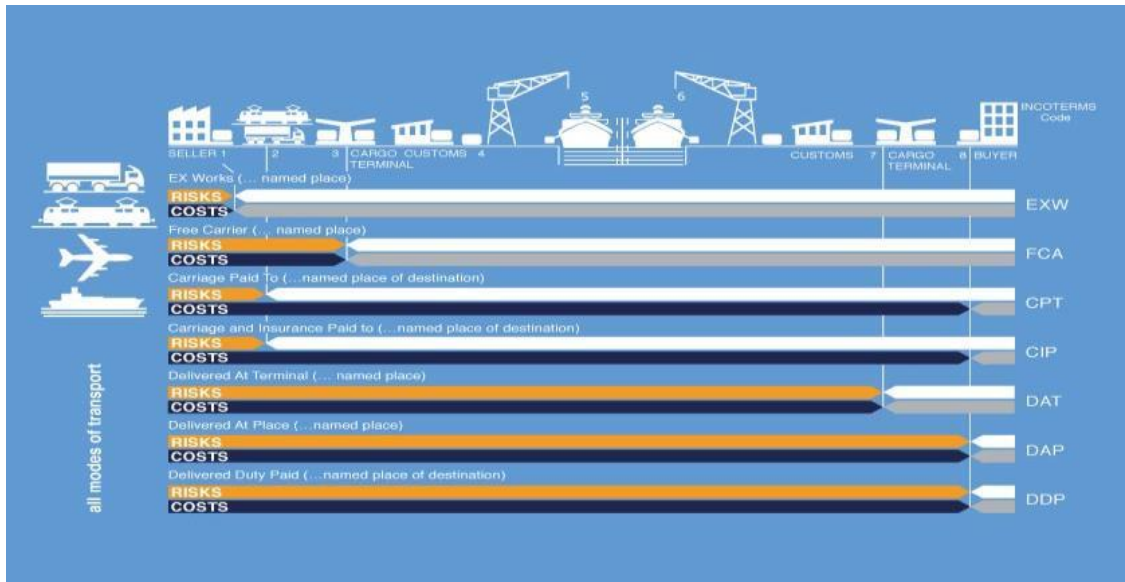 5 6
INCOTERMS
Code
SELLER 1 2 3 CARGO CUSTOMS 4 CUSTOMS 7 CARGO 8 BUYER
TERMINAL TERMINAL
EX Works (... named place)
RISKS
COSTS
EXW
Free Carrier (... named place)
RISKS
COSTS
FCA
Carriage Paid To (...named place of destination)
RISKS
COSTS
CPT
Carriage and Insurance Paid to (...named place of destination)
RISKS
COSTS
CIP
Delivered At Terminal (... named place)
RISKS
COSTS
DAT
Delivered At Place (...named place)
RISKS
COSTS
DAP
Delivered Duty Paid (...named place of destination)
RISKS
COSTS
DDP
all modes of transport